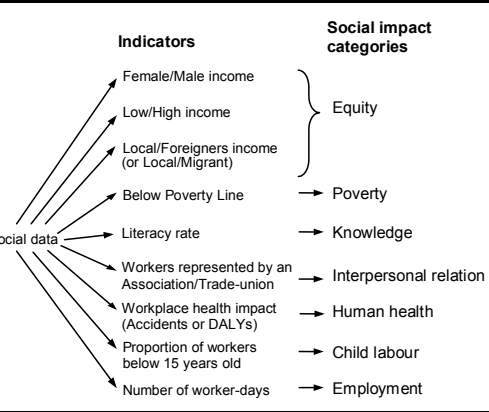 Indicators
Social impact
categories
Female/Male income
Low/High income
Local/Foreigners income
(or Local/Migrant)
Equity
Below Poverty Line
Poverty
ocial data
Literacy rate
Knowledge
Workers represented by an
Association/Trade-union
Interpersonal relation
Workplace health impact
(Accidents or DALYs)
Human health
Proportion of workers
below 15 years old
Child labour
Number of worker-days
Employment